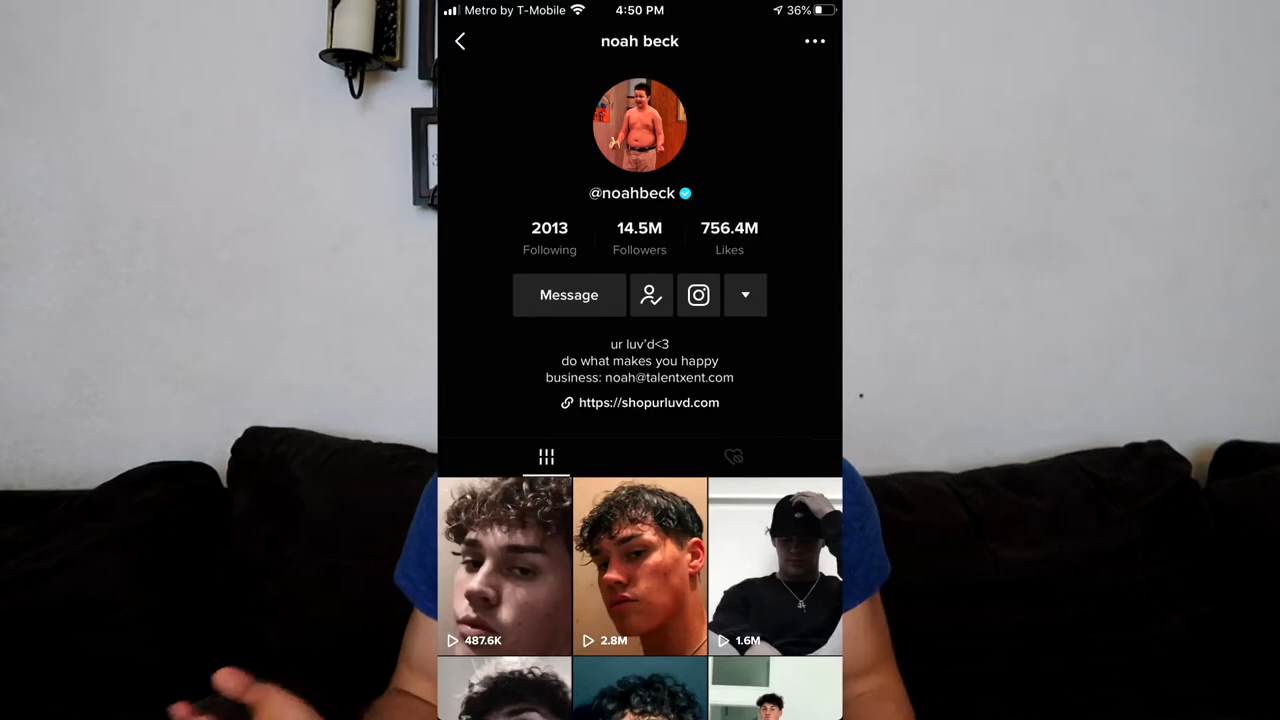 Metro by T-Mobile 4:50 PM 36%
noah beck
@noahbeck
2013 14.5M 756.4M
Following Followers Likes
Message
ur luv'd<3
do what makes you happy
business: noah@talentxent.com
https://shopurluvd.com
487.6K 2.8M 1.6M